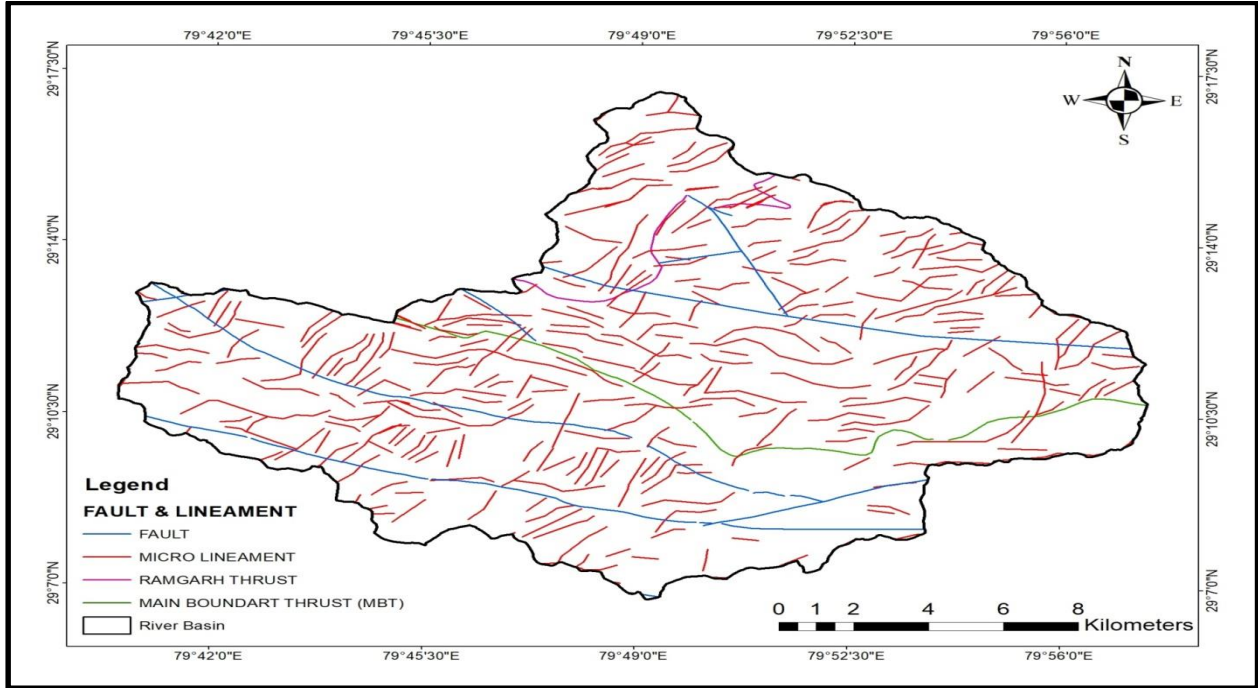 79°42'0"E 79°45'30"E 79°49'0"E 79°52'30"E 79°56'0"E
29°17'30"N
29°17'30"N
N
W E
S
29°14'0"N
29°14'0"N
29°10'30"N
29°10'30"N
Legend
FAULT & LINEAMENT
FAULT
MICRO LINEAMENT
RAMGARH THRUST
MAIN BOUNDART THRUST (MBT)
River Basin
29°7'0"N
29°7'0"N
0 1 2 4 6 8
Kilometers
79°42'0"E 79°45'30"E 79°49'0"E 79°52'30"E 79°56'0"E